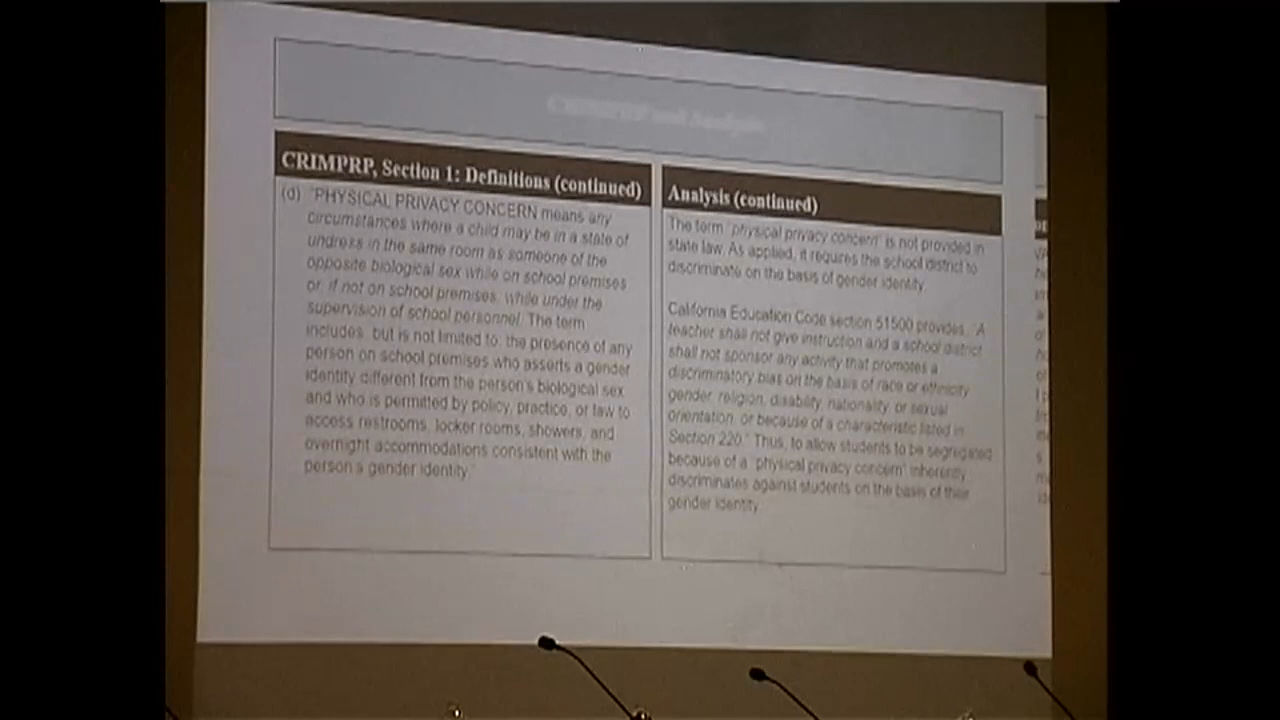 CRIMPRP and Analysis
CRIMPRP, Section 1: Definitions (continued)
(d) "PHYSICAL PRIVACY CONCERN means any
circumstances where a child may be in a state of
undress in the same room as someone of the
opposite biological sex while on school premises
or, if not on school premises, while under the
supervision of school personnel. The term
includes, but is not limited to, the presence of any
person on school premises who asserts a gender
identity different from the person's biological sex
and who is permitted by policy, practice, or law to
access restrooms, locker rooms, showers, and
overnight accommodations consistent with the
person's gender identity."
Analysis (continued)
The term "physical privacy concern" is not provided in
state law. As applied, it requires the school district to
discriminate on the basis of gender identity.
California Education Code section 51500 provides, "A
teacher shall not give instruction and a school district
shall not sponsor any activity that promotes a
discriminatory bias on the basis of race or ethnicity,
gender, religion, disability, nationality, or sexual
orientation, or because of a characteristic listed in
Section 220." Thus, to allow students to be segregated
because of a "physical privacy concern" inherently
discriminates against students on the basis of their
gender identity.